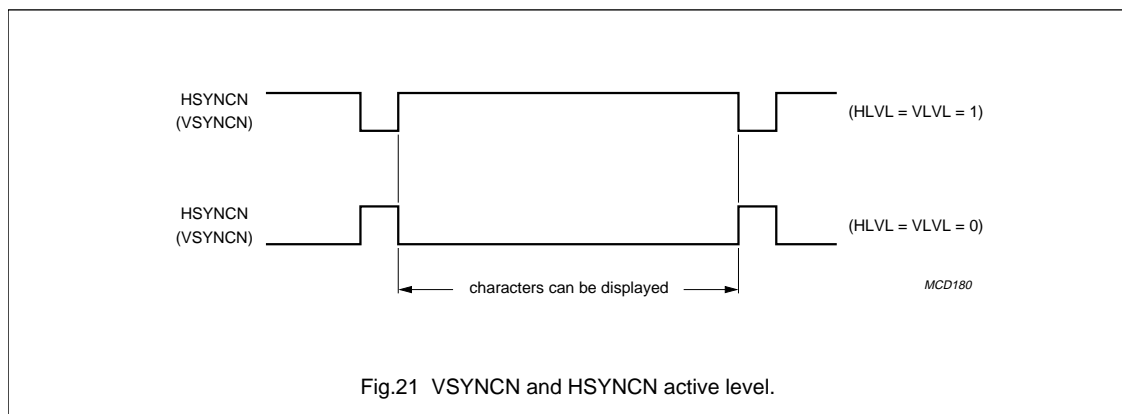 HSYNCN
(VSYNCN)
(HLVL = VLVL = 1)
HSYNCN
(VSYNCN)
(HLVL = VLVL = 0)
characters can be displayed
MCD180
Fig.21 VSYNCN and HSYNCN active level.